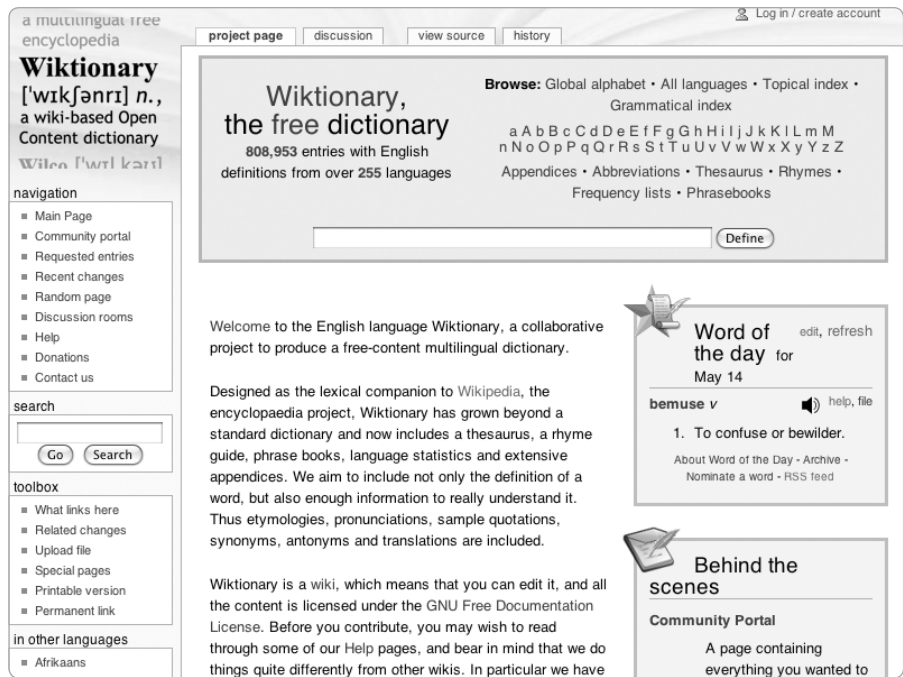 a multilingual free
encyclopedia
Wiktionary
['wɪkʃənrɪ] n.,
a wiki-based Open
Content dictionary
Wilco ['wɪl kəʊ]
navigation
Main Page
Community portal
Requested entries
Recent changes
Random page
Discussion rooms
Help
Donations
Contact us
search
Go Search
toolbox
What links here
Related changes
Upload file
Special pages
Printable version
Permanent link
in other languages
Afrikaans
Log in / create account
project page discussion view source history
Wiktionary,
the free dictionary
808,953 entries with English
definitions from over 255 languages
Browse: Global alphabet • All languages • Topical index •
Grammatical index
a A b B c C d D e E f F g G h H i I j J k K l L m M
n N o O p P q Q r R s S t T u U v V w W x X y Y z Z
Appendices • Abbreviations • Thesaurus • Rhymes •
Frequency lists • Phrasebooks
Define
Welcome to the English language Wiktionary, a collaborative
project to produce a free-content multilingual dictionary.
Designed as the lexical companion to Wikipedia, the
encyclopaedia project, Wiktionary has grown beyond a
standard dictionary and now includes a thesaurus, a rhyme
guide, phrase books, language statistics and extensive
appendices. We aim to include not only the definition of a
word, but also enough information to really understand it.
Thus etymologies, pronunciations, sample quotations,
synonyms, antonyms and translations are included.
Wiktionary is a wiki, which means that you can edit it, and all
the content is licensed under the GNU Free Documentation
License. Before you contribute, you may wish to read
through some of our Help pages, and bear in mind that we do
things quite differently from other wikis. In particular we have
Word of
the day for
May 14
edit, refresh
bemuse v
help, file
1. To confuse or bewilder.
About Word of the Day - Archive -
Nominate a word - RSS feed
Behind the
scenes
Community Portal
A page containing
everything you wanted to